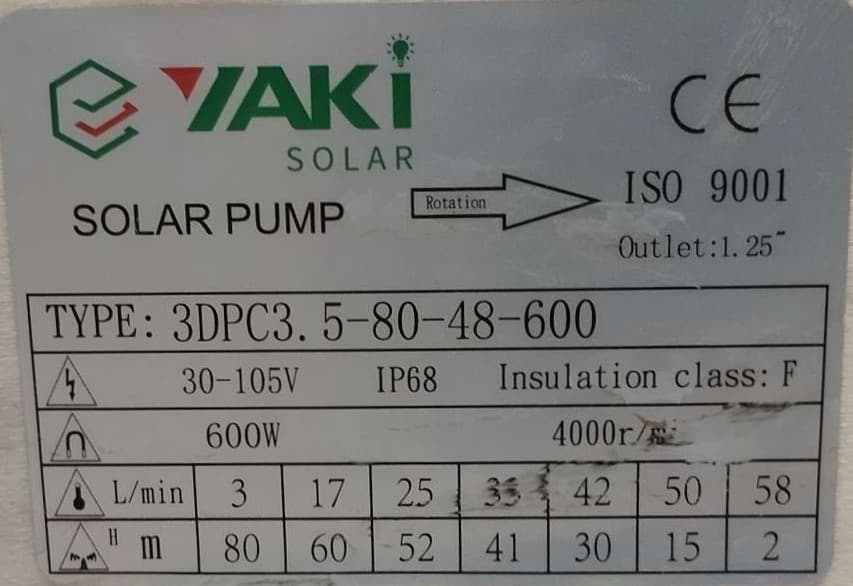 YAKi
SOLAR
SOLAR PUMP
Rotation
CE
ISO 9001
Outlet:1.25"
TYPE: 3DPC3.5-80-48-600
30-105V IP68 Insulation class: F
600W 4000r/
L/min 3 17 25 33 42 50 58
H m 80 60 52 41 30 15 2